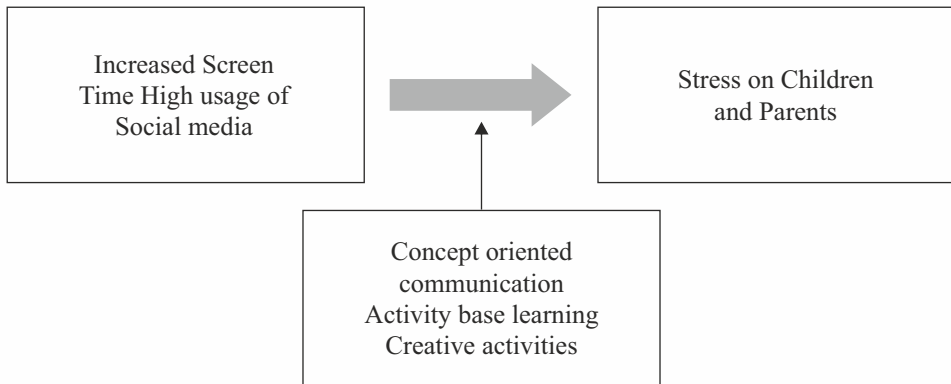 Increased Screen
Time High usage of
Social media
Stress on Children
and Parents
Concept oriented
communication
Activity base learning
Creative activities